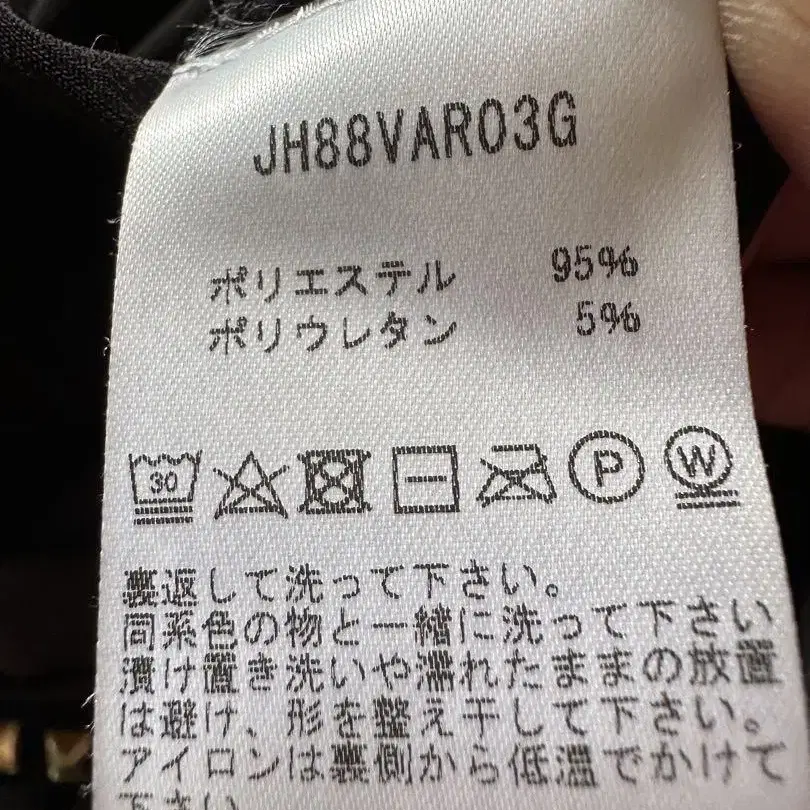 JH88VAR03G
ポリエステル 95%
ポリウレタン 5%
30 P W
裏返して洗って下さい。
同系色の物と一緒に洗って下さい
漬け置き洗いや濡れたままの放置
は避け、形を整え干して下さい。
アイロンは裏側から低温でかけて
下さい